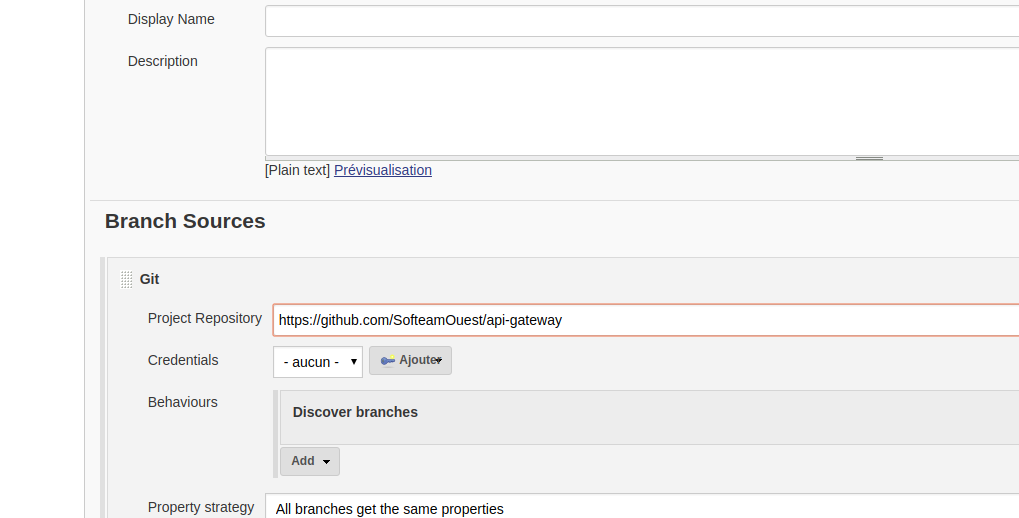 Display Name
Description
[Plain text] Prévisualisation
Branch Sources
Git
Project Repository https://github.com/SofteamOuest/api-gateway
Credentials - aucun - Ajouter
Behaviours
Discover branches
Add
Property strategy All branches get the same properties